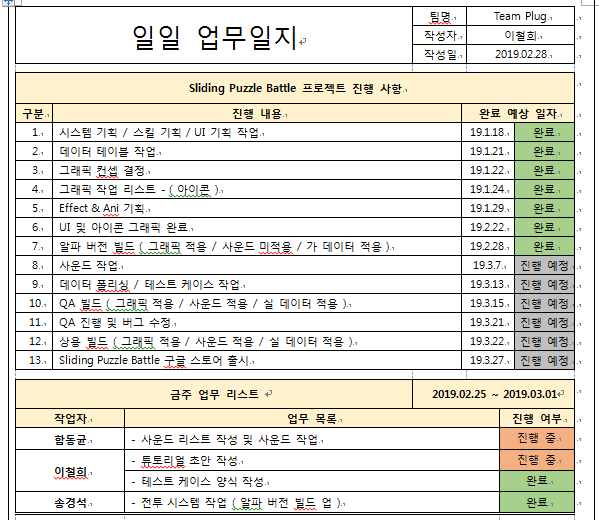 일일 업무일지
팀명 Team Plug
작성자 이철희
작성일 2019.02.28
Sliding Puzzle Battle 프로젝트 진행 사항
구분 진행 내용 완료 예상 일자
1. 시스템 기획 / 스킬 기획 / UI 기획 작업 19.1.18. 완료
2. 데이터 테이블 작업 19.1.21. 완료
3. 그래픽 컨셉 결정 19.1.22. 완료
4. 그래픽 작업 리스트 - ( 아이콘 ) 19.1.24. 완료
5. Effect & Ani 기획 19.1.29. 완료
6. UI 및 아이콘 그래픽 완료 19.2.22. 완료
7. 알파 버전 빌드 ( 그래픽 적용 / 사운드 미적용 / 가 데이터 적용 ) 19.2.28. 완료
8. 사운드 작업 19.3.7. 진행 예정
9. 데이터 폴리싱 / 테스트 케이스 작업 19.3.13. 진행 예정
10. QA 빌드 ( 그래픽 적용 / 사운드 적용 / 실 데이터 적용 ) 19.3.15. 진행 예정
11. QA 진행 및 버그 수정 19.3.21. 진행 예정
12. 상용 빌드 ( 그래픽 적용 / 사운드 적용 / 실 데이터 적용 ) 19.3.22. 진행 예정
13. Sliding Puzzle Battle 구글 스토어 출시 19.3.27. 진행 예정
금주 업무 리스트 2019.02.25 ~ 2019.03.01
작업자 업무 목록 진행 여부
함동균 - 사운드 리스트 작성 및 사운드 작업 진행 중
이철희 - 튜토리얼 초안 작성 진행 중
- 테스트 케이스 양식 작성 완료
송경석 - 전투 시스템 작업 ( 알파 버전 빌드 업 ) 완료